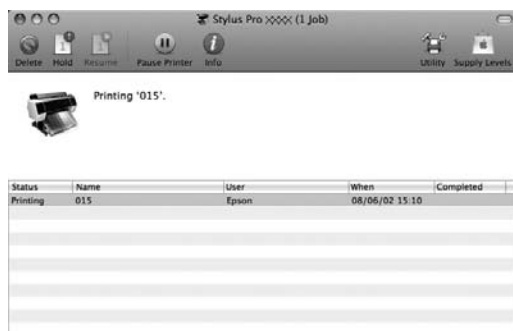 Stylus Pro XXXX (1 Job)
Delete Hold Resume Pause Printer Info Utility Supply Levels
Printing '015'.
Status Name User When Completed
Printing 015 Epson 08/06/02 15:10